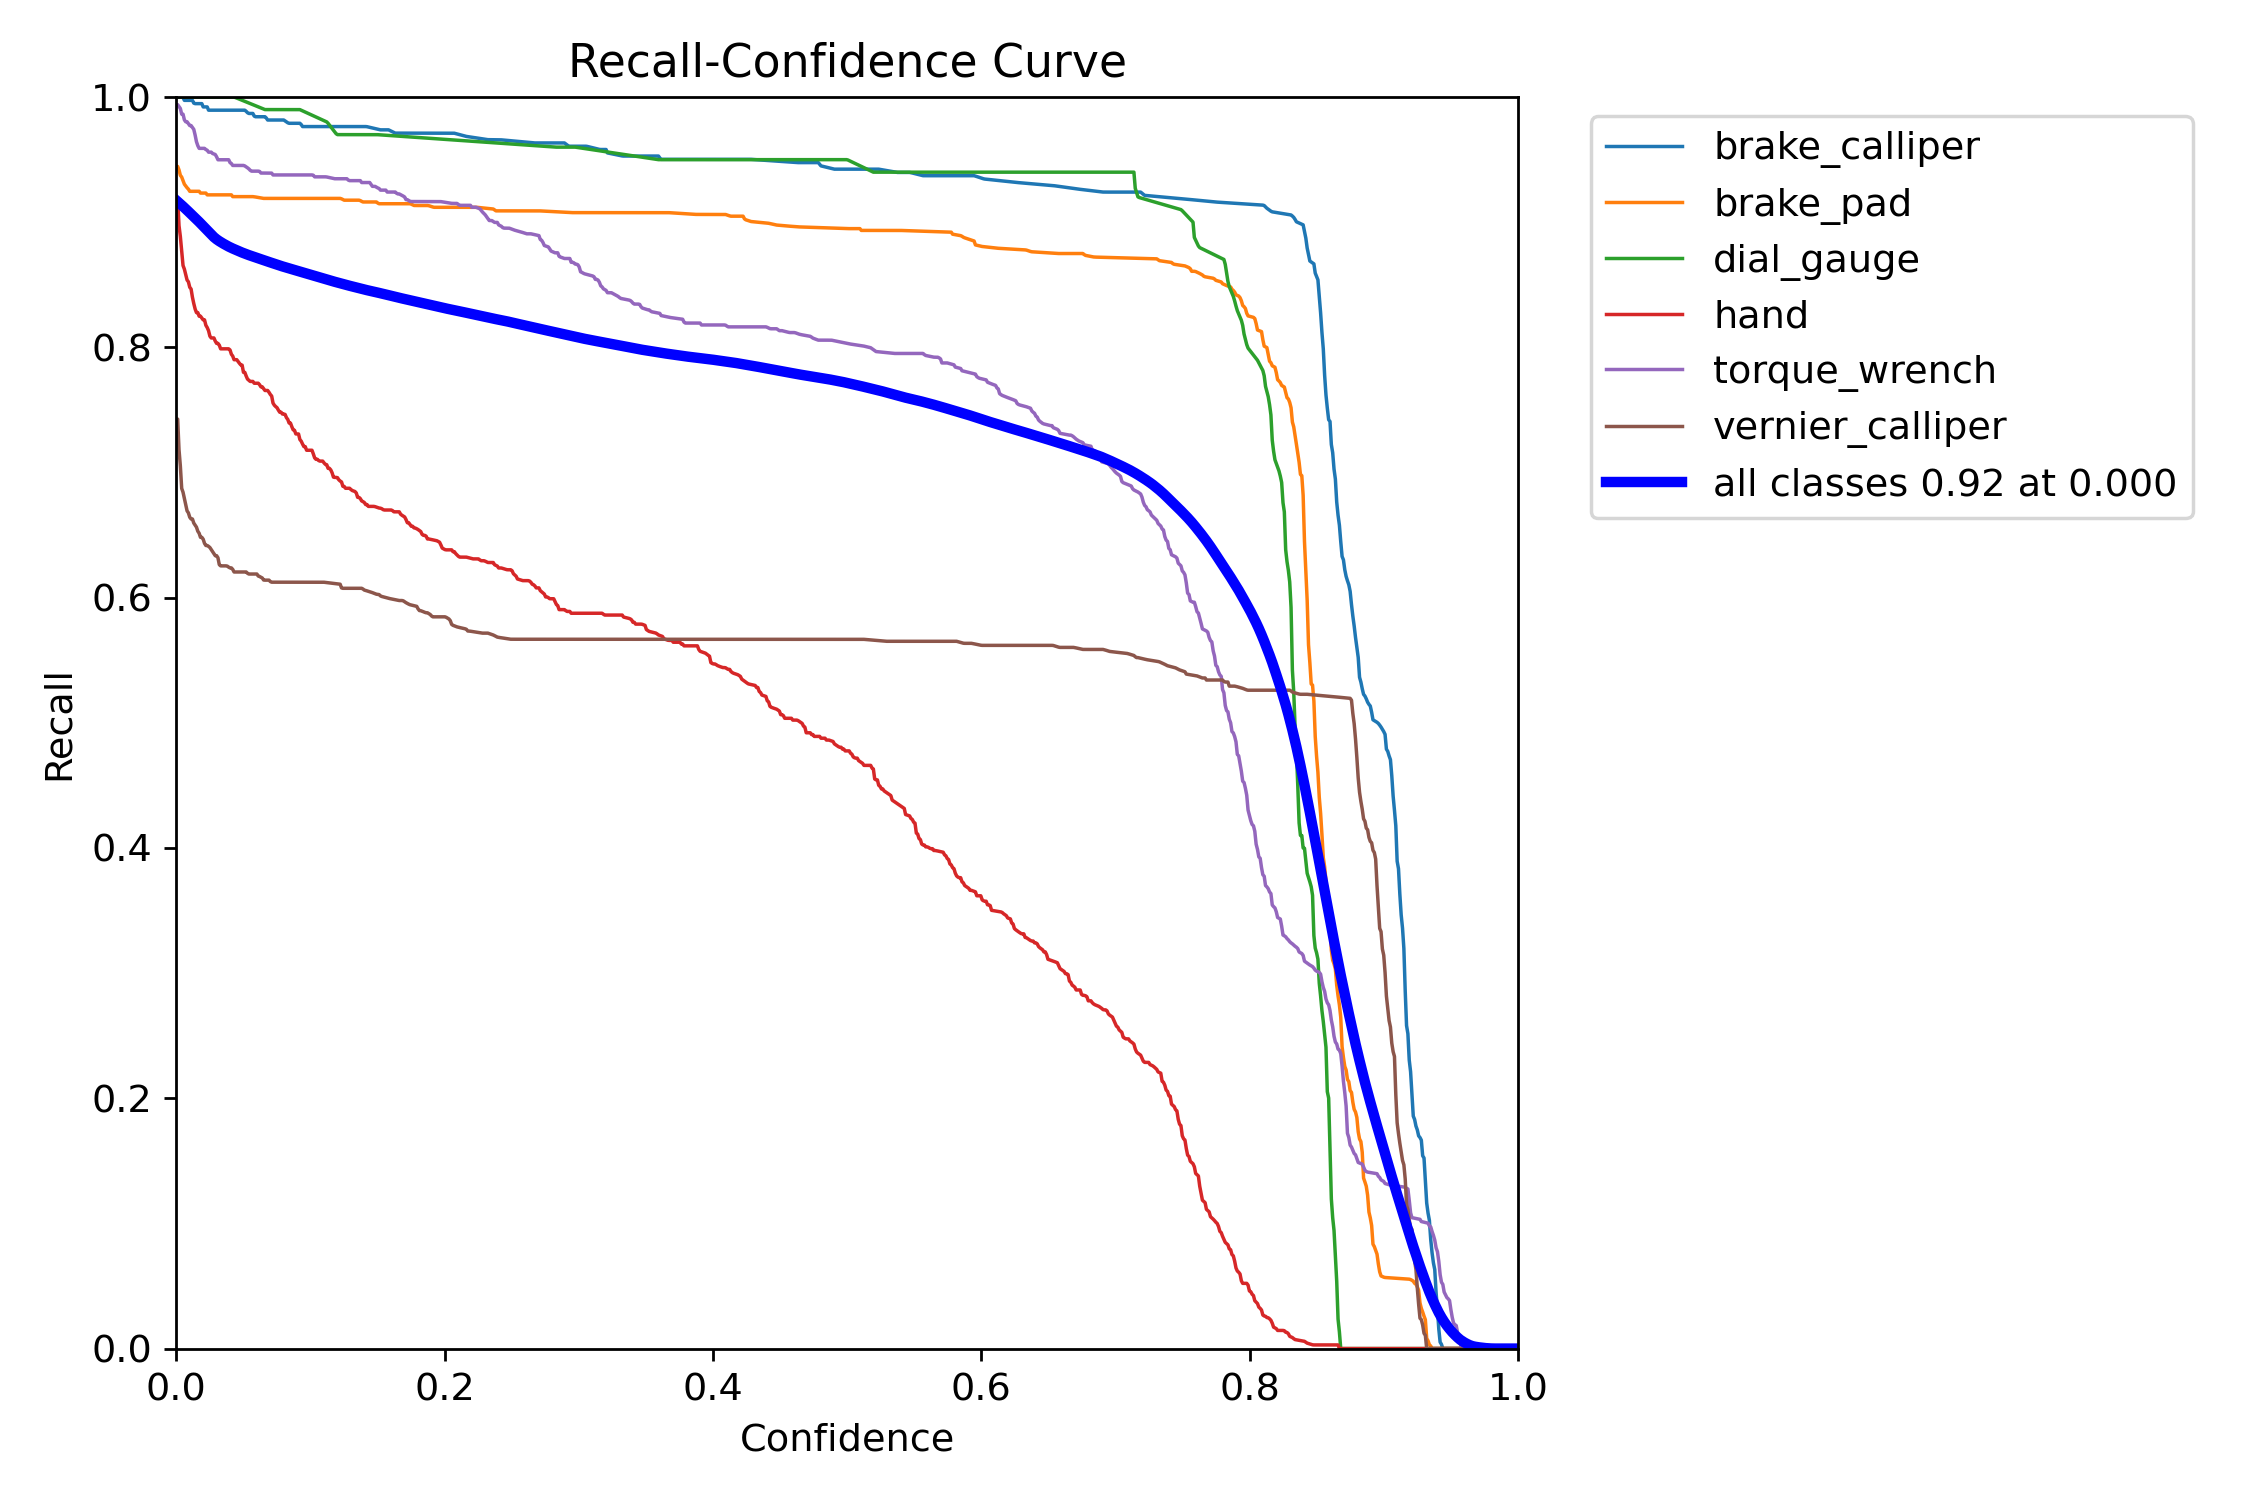 Recall-Confidence Curve
1.0
0.8
0.6
0.4
0.2
0.0
Recall
0.0 0.2 0.4 0.6 0.8 1.0
Confidence
brake_calliper
brake_pad
dial_gauge
hand
torque_wrench
vernier_calliper
all classes 0.92 at 0.000